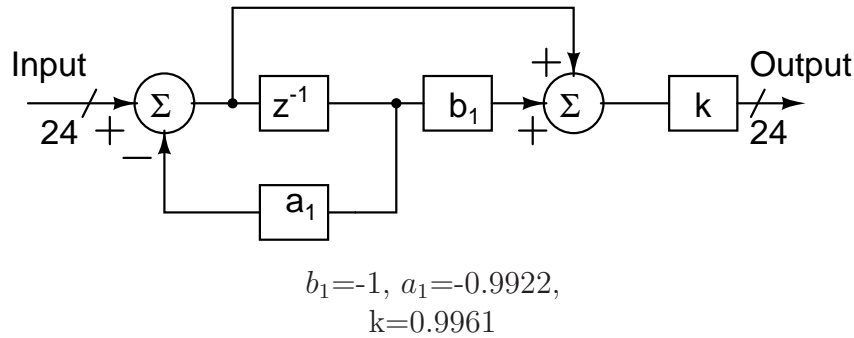 Input
Output
Σ
z⁻¹
b₁
Σ
k
24
+
−
+
+
24
a₁
b₁=-1, a₁=-0.9922,
k=0.9961